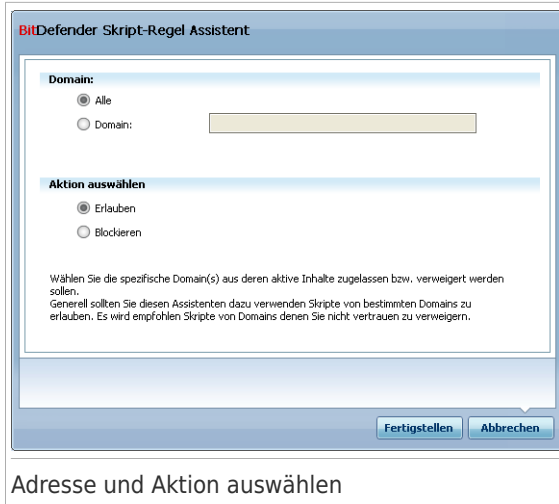 BitDefender Skript-Regel Assistent
Domain:
Alle
Domain:
Aktion auswählen
Erlauben
Blockieren
Wählen Sie die spezifische Domain(s) aus deren aktive Inhalte zugelassen bzw. verweigert werden
sollen.
Generell sollten Sie diesen Assistenten dazu verwenden Skripte von bestimmten Domains zu
erlauben. Es wird empfohlen Skripte von Domains denen Sie nicht vertrauen zu verweigern.
Fertigstellen Abbrechen
Adresse und Aktion auswählen